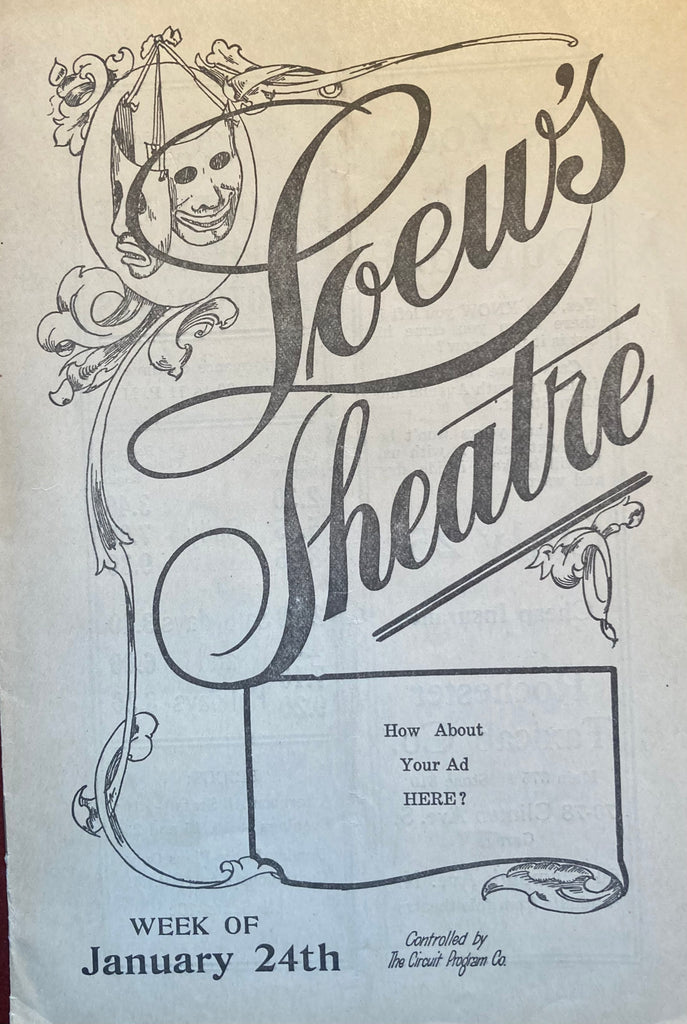 Loew's
Theatre
How About
Your Ad
HERE?
WEEK OF
January 24th
Controlled by
The Circuit Program Co.